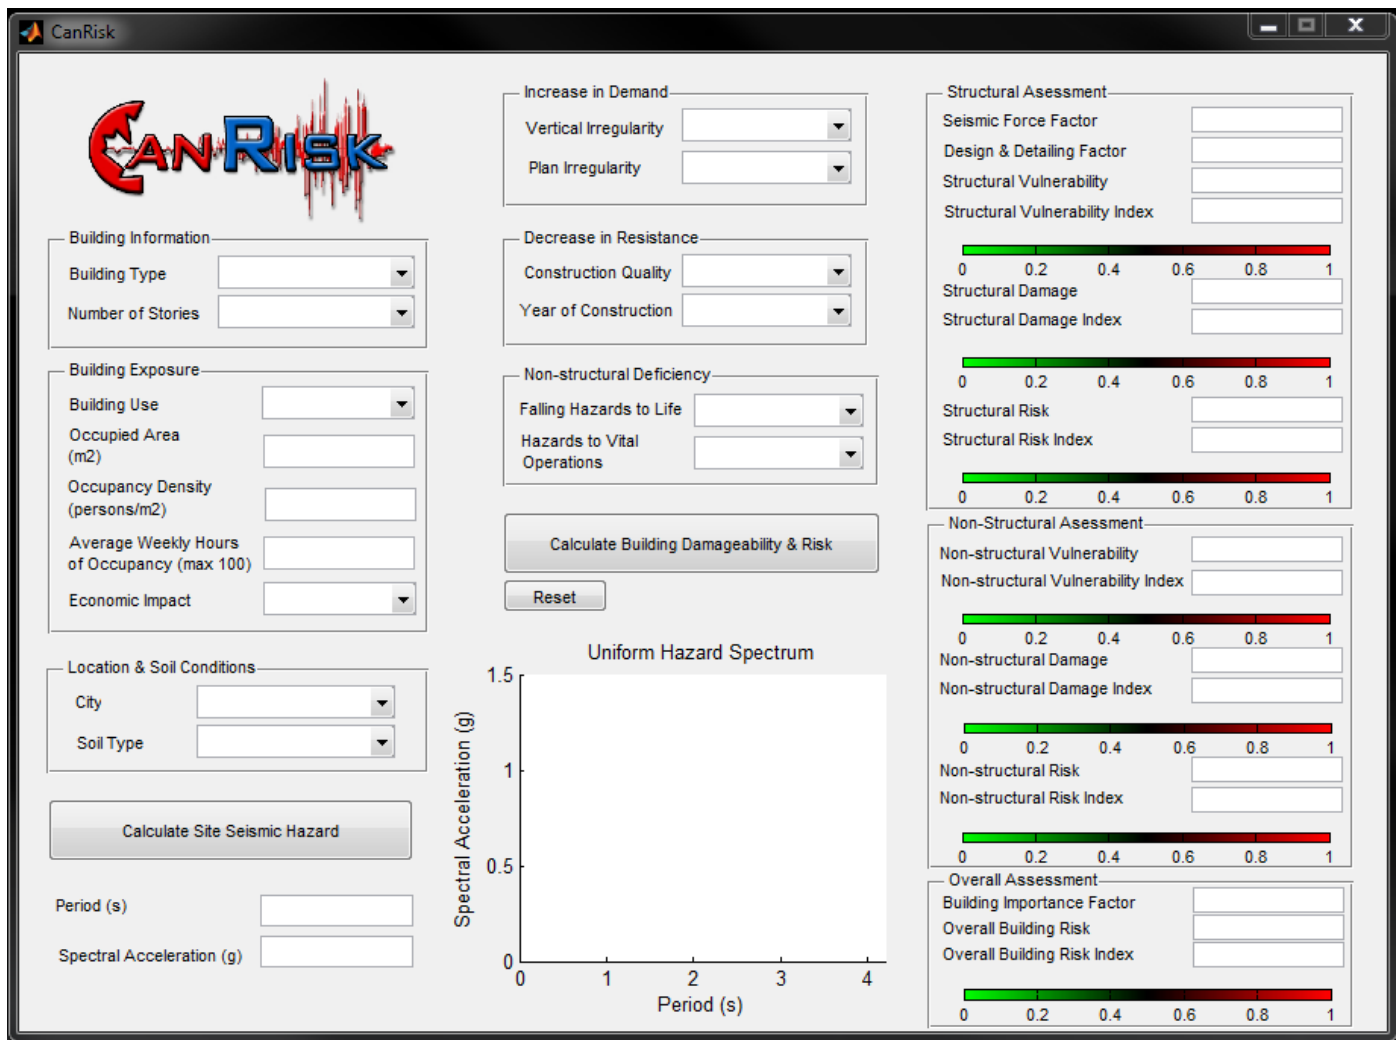 CanRisk
CANRISK
Building Information
Building Type
Number of Stories
Building Exposure
Building Use
Occupied Area
(m2)
Occupancy Density
(persons/m2)
Average Weekly Hours
of Occupancy (max 100)
Economic Impact
Location & Soil Conditions
City
Soil Type
Calculate Site Seismic Hazard
Period (s)
Spectral Acceleration (g)
Increase in Demand
Vertical Irregularity
Plan Irregularity
Decrease in Resistance
Construction Quality
Year of Construction
Non-structural Deficiency
Falling Hazards to Life
Hazards to Vital
Operations
Calculate Building Damageability & Risk
Reset
Uniform Hazard Spectrum
Spectral Acceleration (g)
1.5
1
0.5
0
0 1 2 3 4
Period (s)
Structural Asessment
Seismic Force Factor
Design & Detailing Factor
Structural Vulnerability
Structural Vulnerability Index
0 0.2 0.4 0.6 0.8 1
Structural Damage
Structural Damage Index
0 0.2 0.4 0.6 0.8 1
Structural Risk
Structural Risk Index
0 0.2 0.4 0.6 0.8 1
Non-Structural Asessment
Non-structural Vulnerability
Non-structural Vulnerability Index
0 0.2 0.4 0.6 0.8 1
Non-structural Damage
Non-structural Damage Index
0 0.2 0.4 0.6 0.8 1
Non-structural Risk
Non-structural Risk Index
0 0.2 0.4 0.6 0.8 1
Overall Assessment
Building Importance Factor
Overall Building Risk
Overall Building Risk Index
0 0.2 0.4 0.6 0.8 1